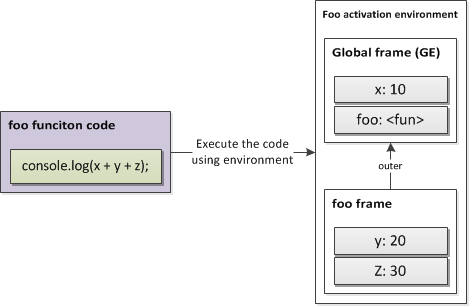 Foo activation environment
Global frame (GE)
x: 10
foo: <fun>
foo funciton code
console.log(x + y + z);
Execute the code
using environment
outer
foo frame
y: 20
Z: 30